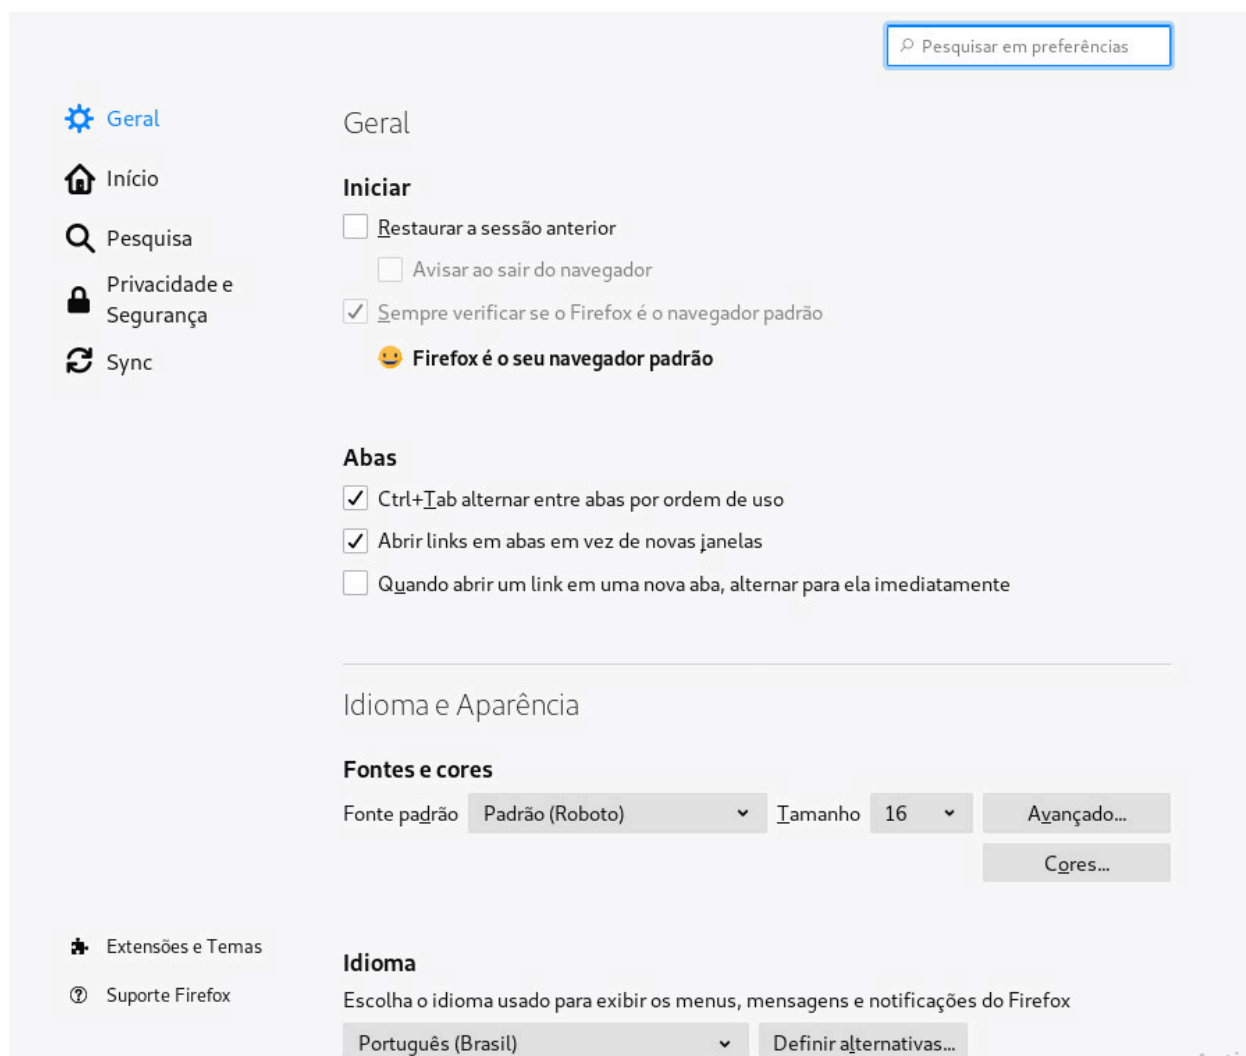 Pesquisar em preferências
Geral
Início
Pesquisa
Privacidade e
Segurança
Sync
Extensões e Temas
Suporte Firefox
Geral
Iniciar
Restaurar a sessão anterior
Avisar ao sair do navegador
Sempre verificar se o Firefox é o navegador padrão
Firefox é o seu navegador padrão
Abas
Ctrl+Tab alternar entre abas por ordem de uso
Abrir links em abas em vez de novas janelas
Quando abrir um link em uma nova aba, alternar para ela imediatamente
Idioma e Aparência
Fontes e cores
Fonte padrão Padrão (Roboto) Tamanho 16 Avançado...
Cores...
Idioma
Escolha o idioma usado para exibir os menus, mensagens e notificações do Firefox
Português (Brasil) Definir alternativas...